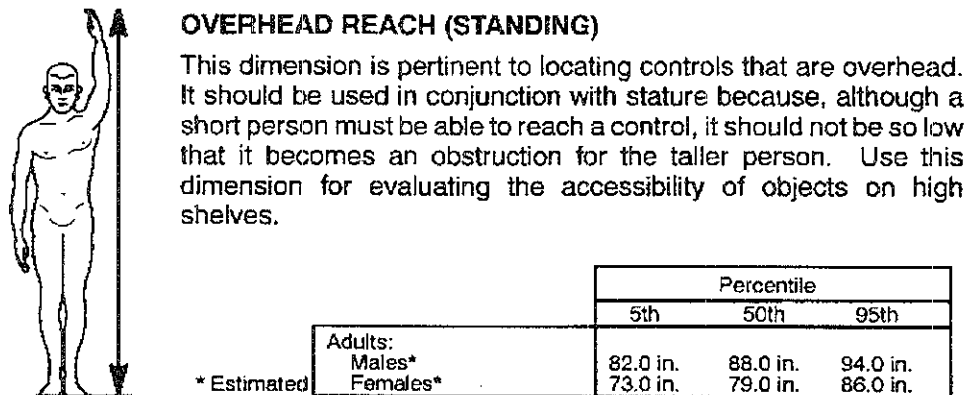 OVERHEAD REACH (STANDING)
This dimension is pertinent to locating controls that are overhead.
It should be used in conjunction with stature because, although a
short person must be able to reach a control, it should not be so low
that it becomes an obstruction for the taller person. Use this
dimension for evaluating the accessibility of objects on high
shelves.
Percentile
5th 50th 95th
Adults:
Males* 82.0 in. 88.0 in. 94.0 in.
* Estimated Females* 73.0 in. 79.0 in. 86.0 in.